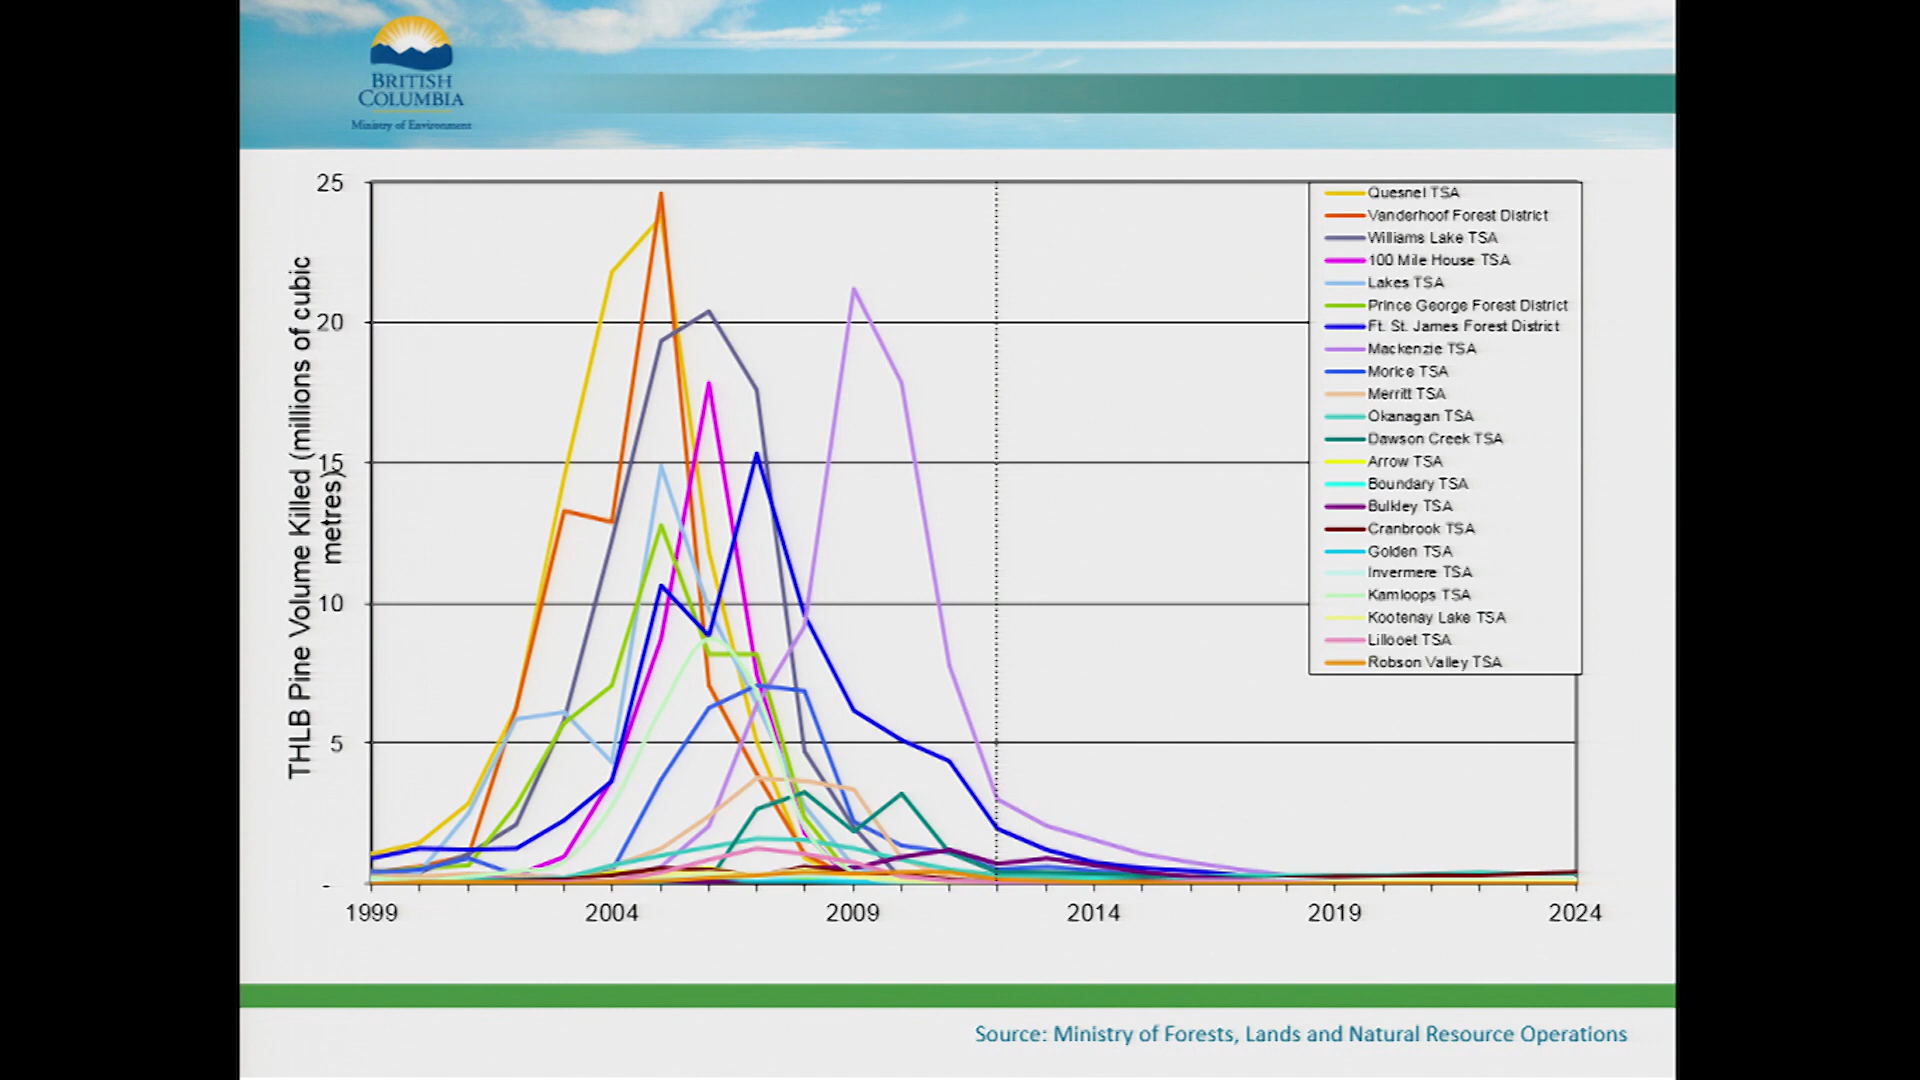 BRITISH
COLUMBIA
Ministry of Environment
THLB Pine Volume Killed (millions of cubic
metres)
25
20
15
10
5
-
1999
2004
2009
2014
2019
2024
Quesnel TSA
Vanderhoof Forest District
Williams Lake TSA
100 Mile House TSA
Lakes TSA
Prince George Forest District
Ft. St. James Forest District
Mackenzie TSA
Morice TSA
Merritt TSA
Okanagan TSA
Dawson Creek TSA
Arrow TSA
Boundary TSA
Bulkley TSA
Cranbrook TSA
Golden TSA
Invermere TSA
Kamloops TSA
Kootenay Lake TSA
Lillooet TSA
Robson Valley TSA
Source: Ministry of Forests, Lands and Natural Resource Operations